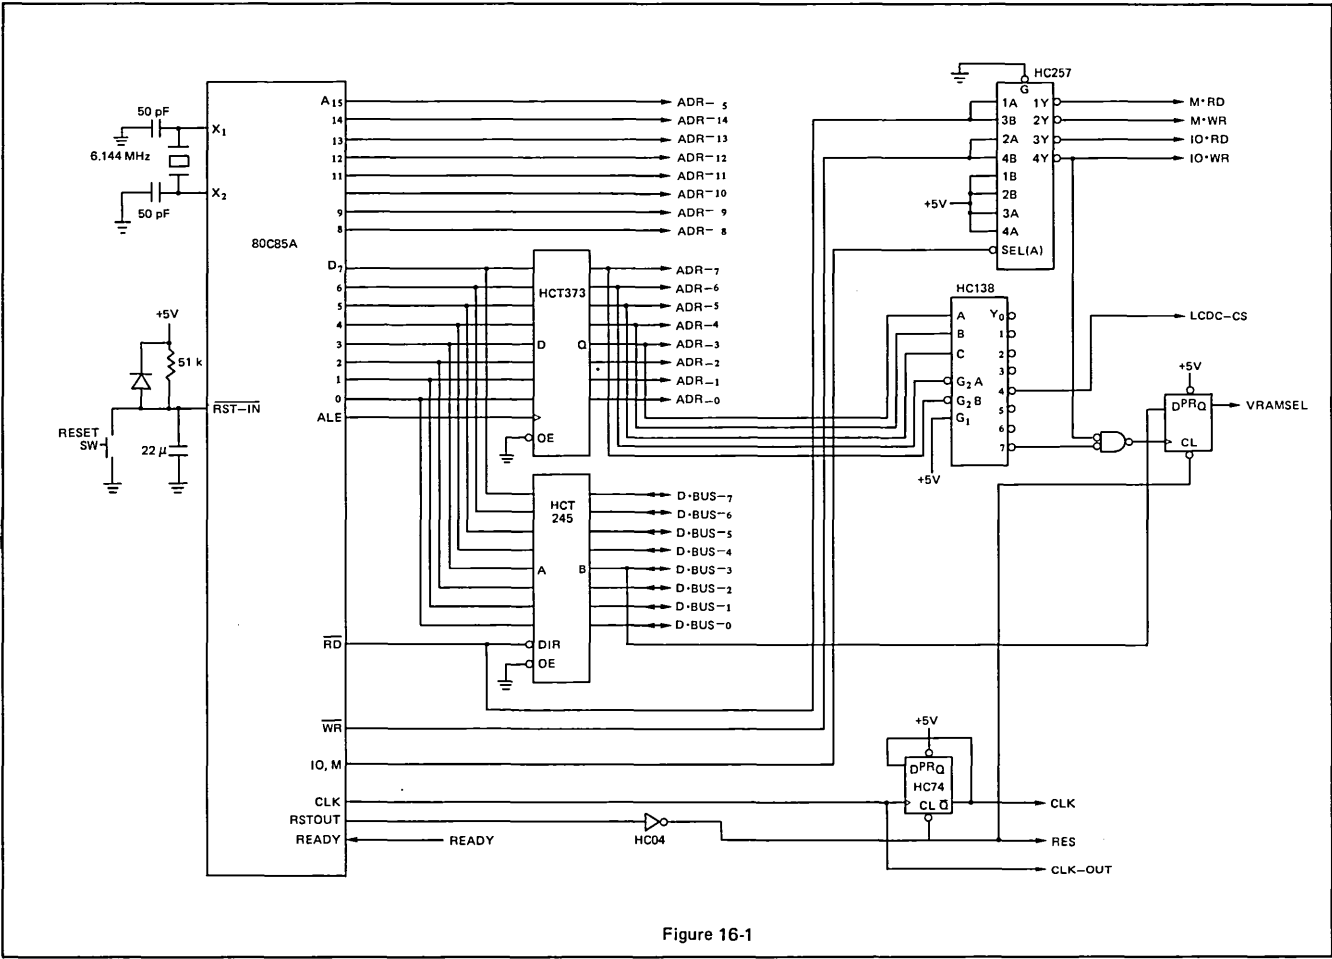 50 pF
6.144 MHz
50 pF
X1
X2
80C85A
+5V
51 k
RST-IN
RESET
SW
22 μ
A15
14
13
12
11
9
8
D7
6
5
4
3
2
1
0
ALE
RD
WR
IO, M
CLK
RSTOUT
READY
READY
ADR- 5
ADR-14
ADR-13
ADR-12
ADR-11
ADR-10
ADR- 9
ADR- 8
HCT373
D Q
OE
ADR-7
ADR-6
ADR-5
ADR-4
ADR-3
ADR-2
ADR-1
ADR-0
HCT
245
A B
DIR
OE
D·BUS-7
D·BUS-6
D·BUS-5
D·BUS-4
D·BUS-3
D·BUS-2
D·BUS-1
D·BUS-0
HC257
G
1A 1Y
3B 2Y
2A 3Y
4B 4Y
1B
2B
3A
4A
SEL(A)
+5V
M·RD
M·WR
IO·RD
IO·WR
HC138
A Y0
B 1
C 2
3
G2A 4
G2B 5
G1 6
7
+5V
LCDC-CS
+5V
D PR Q
CL
VRAMSEL
+5V
D PR Q
HC74
CL Q
CLK
HC04
RES
CLK-OUT
Figure 16-1